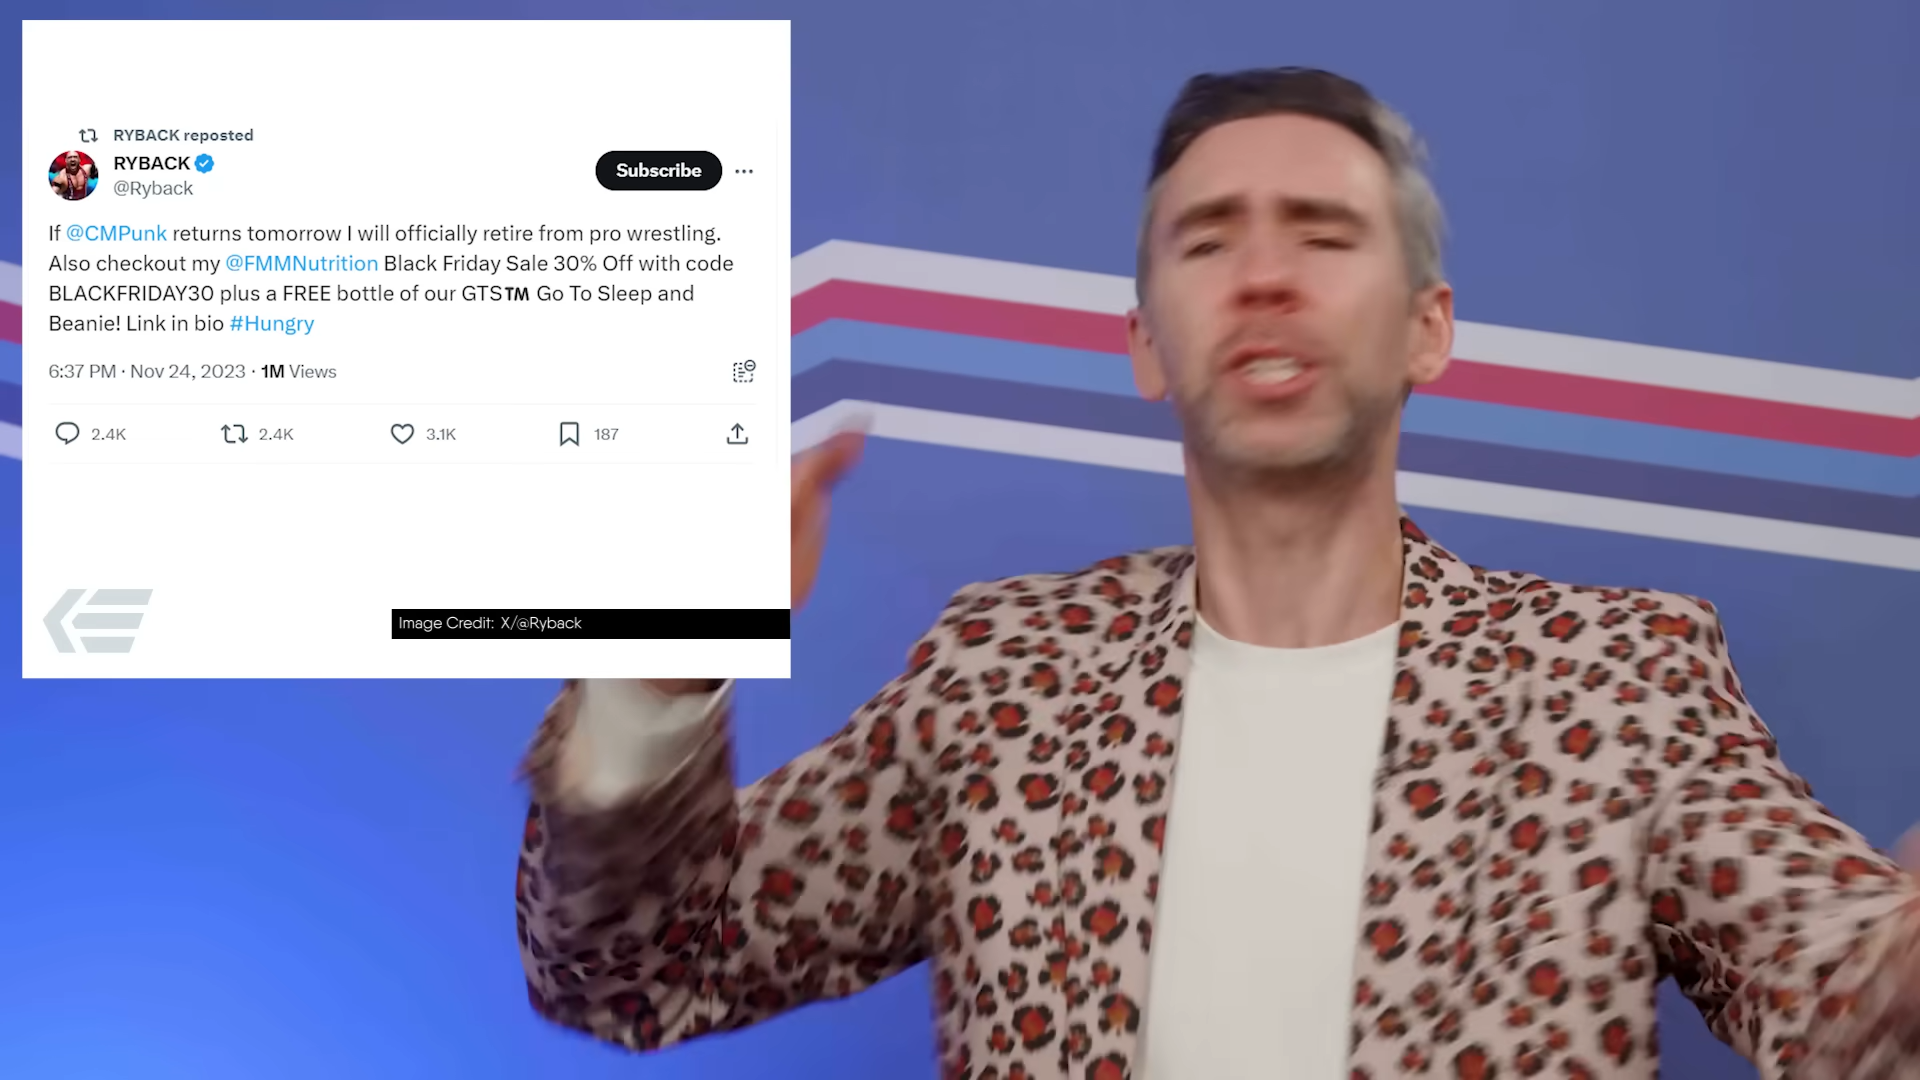 RYBACK reposted
RYBACK
@Ryback
Subscribe
If @CMPunk returns tomorrow I will officially retire from pro wrestling.
Also checkout my @FMMNutrition Black Friday Sale 30% Off with code
BLACKFRIDAY30 plus a FREE bottle of our GTS™ Go To Sleep and
Beanie! Link in bio #Hungry
6:37 PM · Nov 24, 2023 · 1M Views
2.4K 2.4K 3.1K 187
Image Credit: X/@Ryback